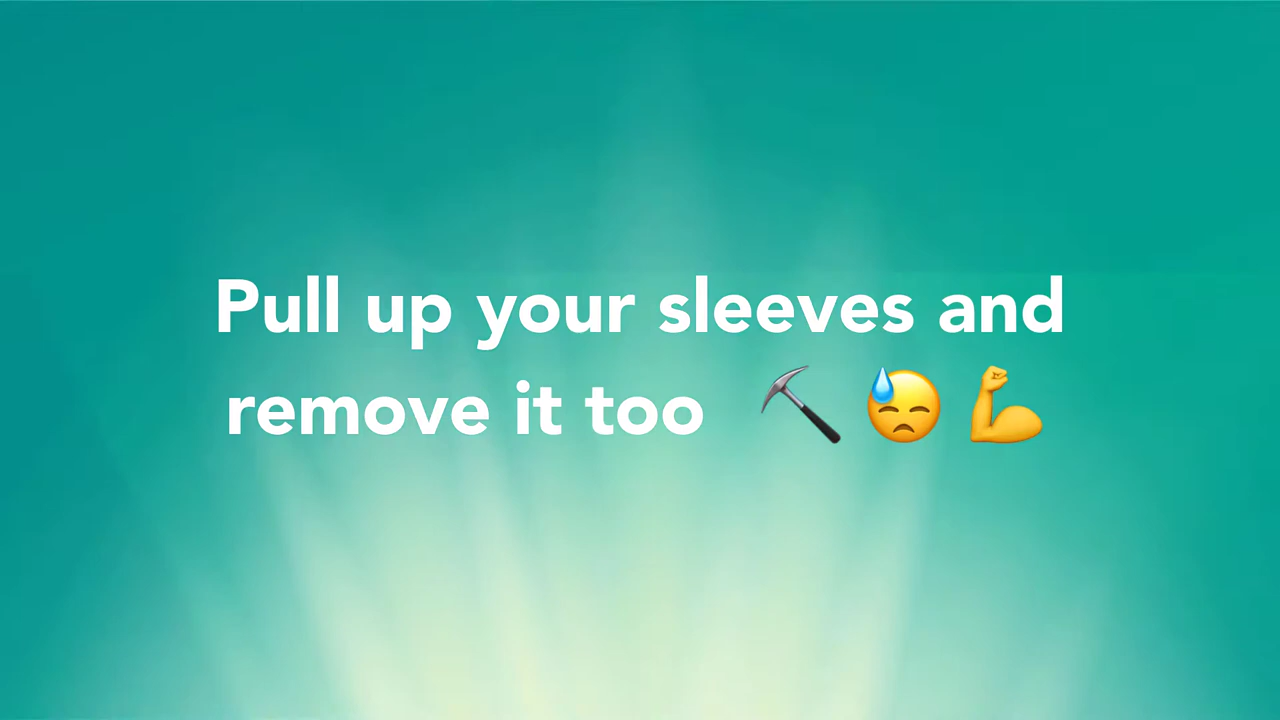 Pull up your sleeves and
remove it too ⛏️ 😓 💪